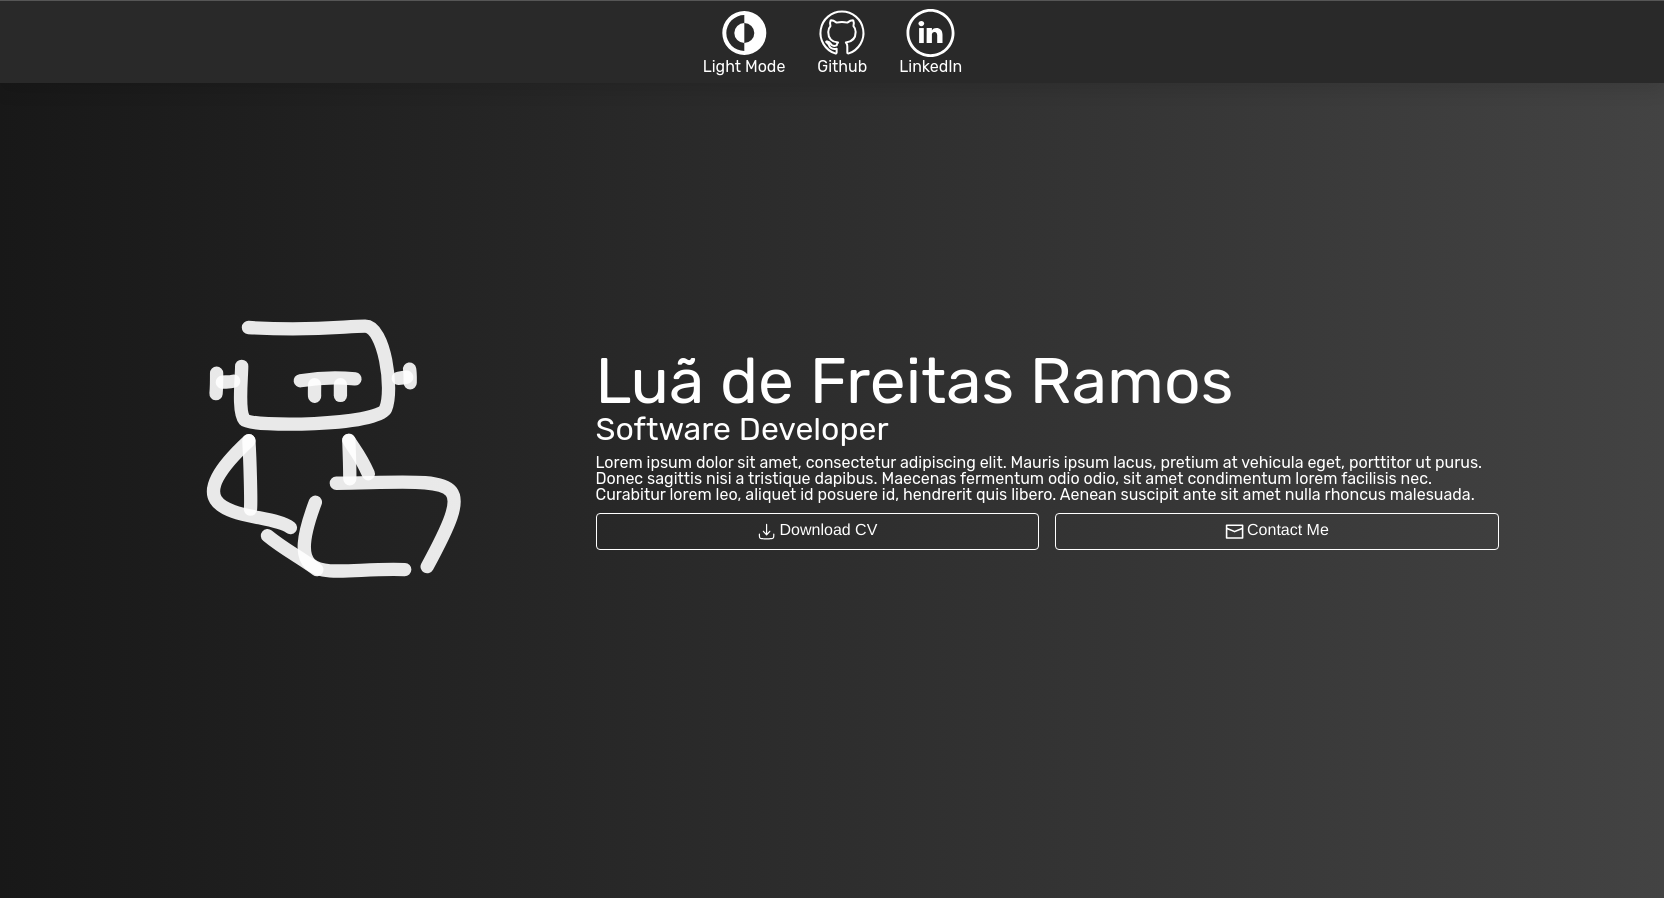 Light Mode
Github
LinkedIn
Luã de Freitas Ramos
Software Developer
Lorem ipsum dolor sit amet, consectetur adipiscing elit. Mauris ipsum lacus, pretium at vehicula eget, porttitor ut purus.
Donec sagittis nisi a tristique dapibus. Maecenas fermentum odio odio, sit amet condimentum lorem facilisis nec.
Curabitur lorem leo, aliquet id posuere id, hendrerit quis libero. Aenean suscipit ante sit amet nulla rhoncus malesuada.
Download CV
Contact Me